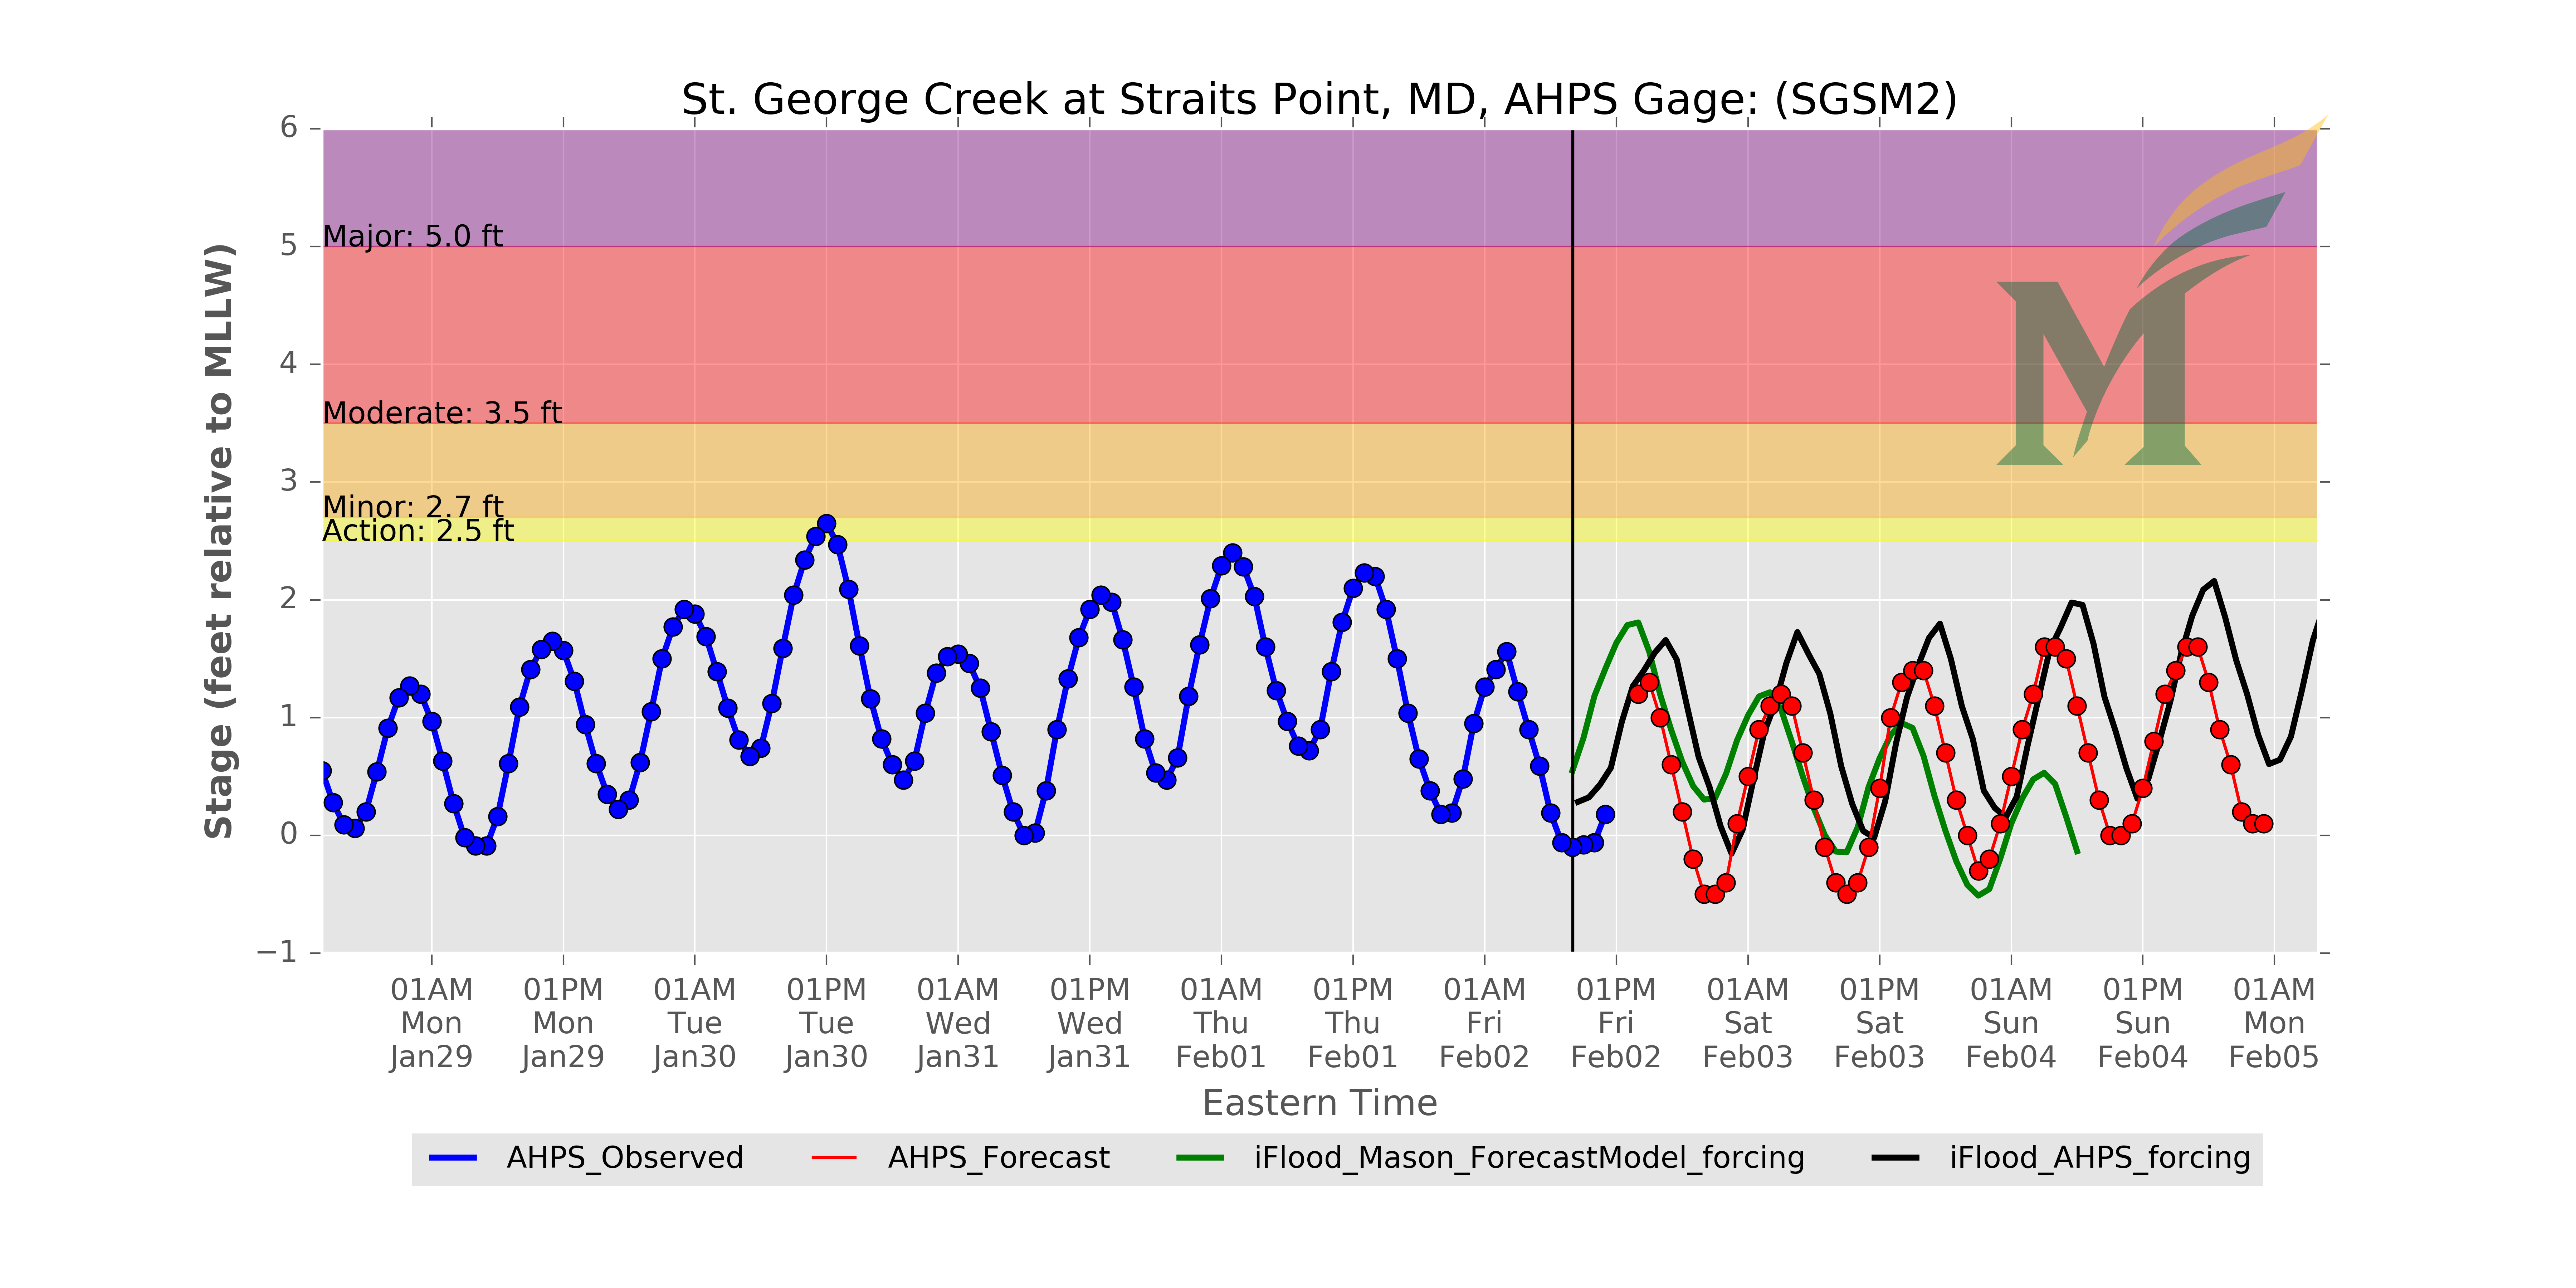 St. George Creek at Straits Point, MD, AHPS Gage: (SGSM2)
Stage (feet relative to MLLW)
6
5
4
3
2
1
0
−1
Major: 5.0 ft
Moderate: 3.5 ft
Minor: 2.7 ft
Action: 2.5 ft
M
01AM 01PM 01AM 01PM 01AM 01PM 01AM 01PM 01AM 01PM 01AM 01PM 01AM 01PM 01AM
Mon Mon Tue Tue Wed Wed Thu Thu Fri Fri Sat Sat Sun Sun Mon
Jan29 Jan29 Jan30 Jan30 Jan31 Jan31 Feb01 Feb01 Feb02 Feb02 Feb03 Feb03 Feb04 Feb04 Feb05
Eastern Time
AHPS_Observed AHPS_Forecast iFlood_Mason_ForecastModel_forcing iFlood_AHPS_forcing